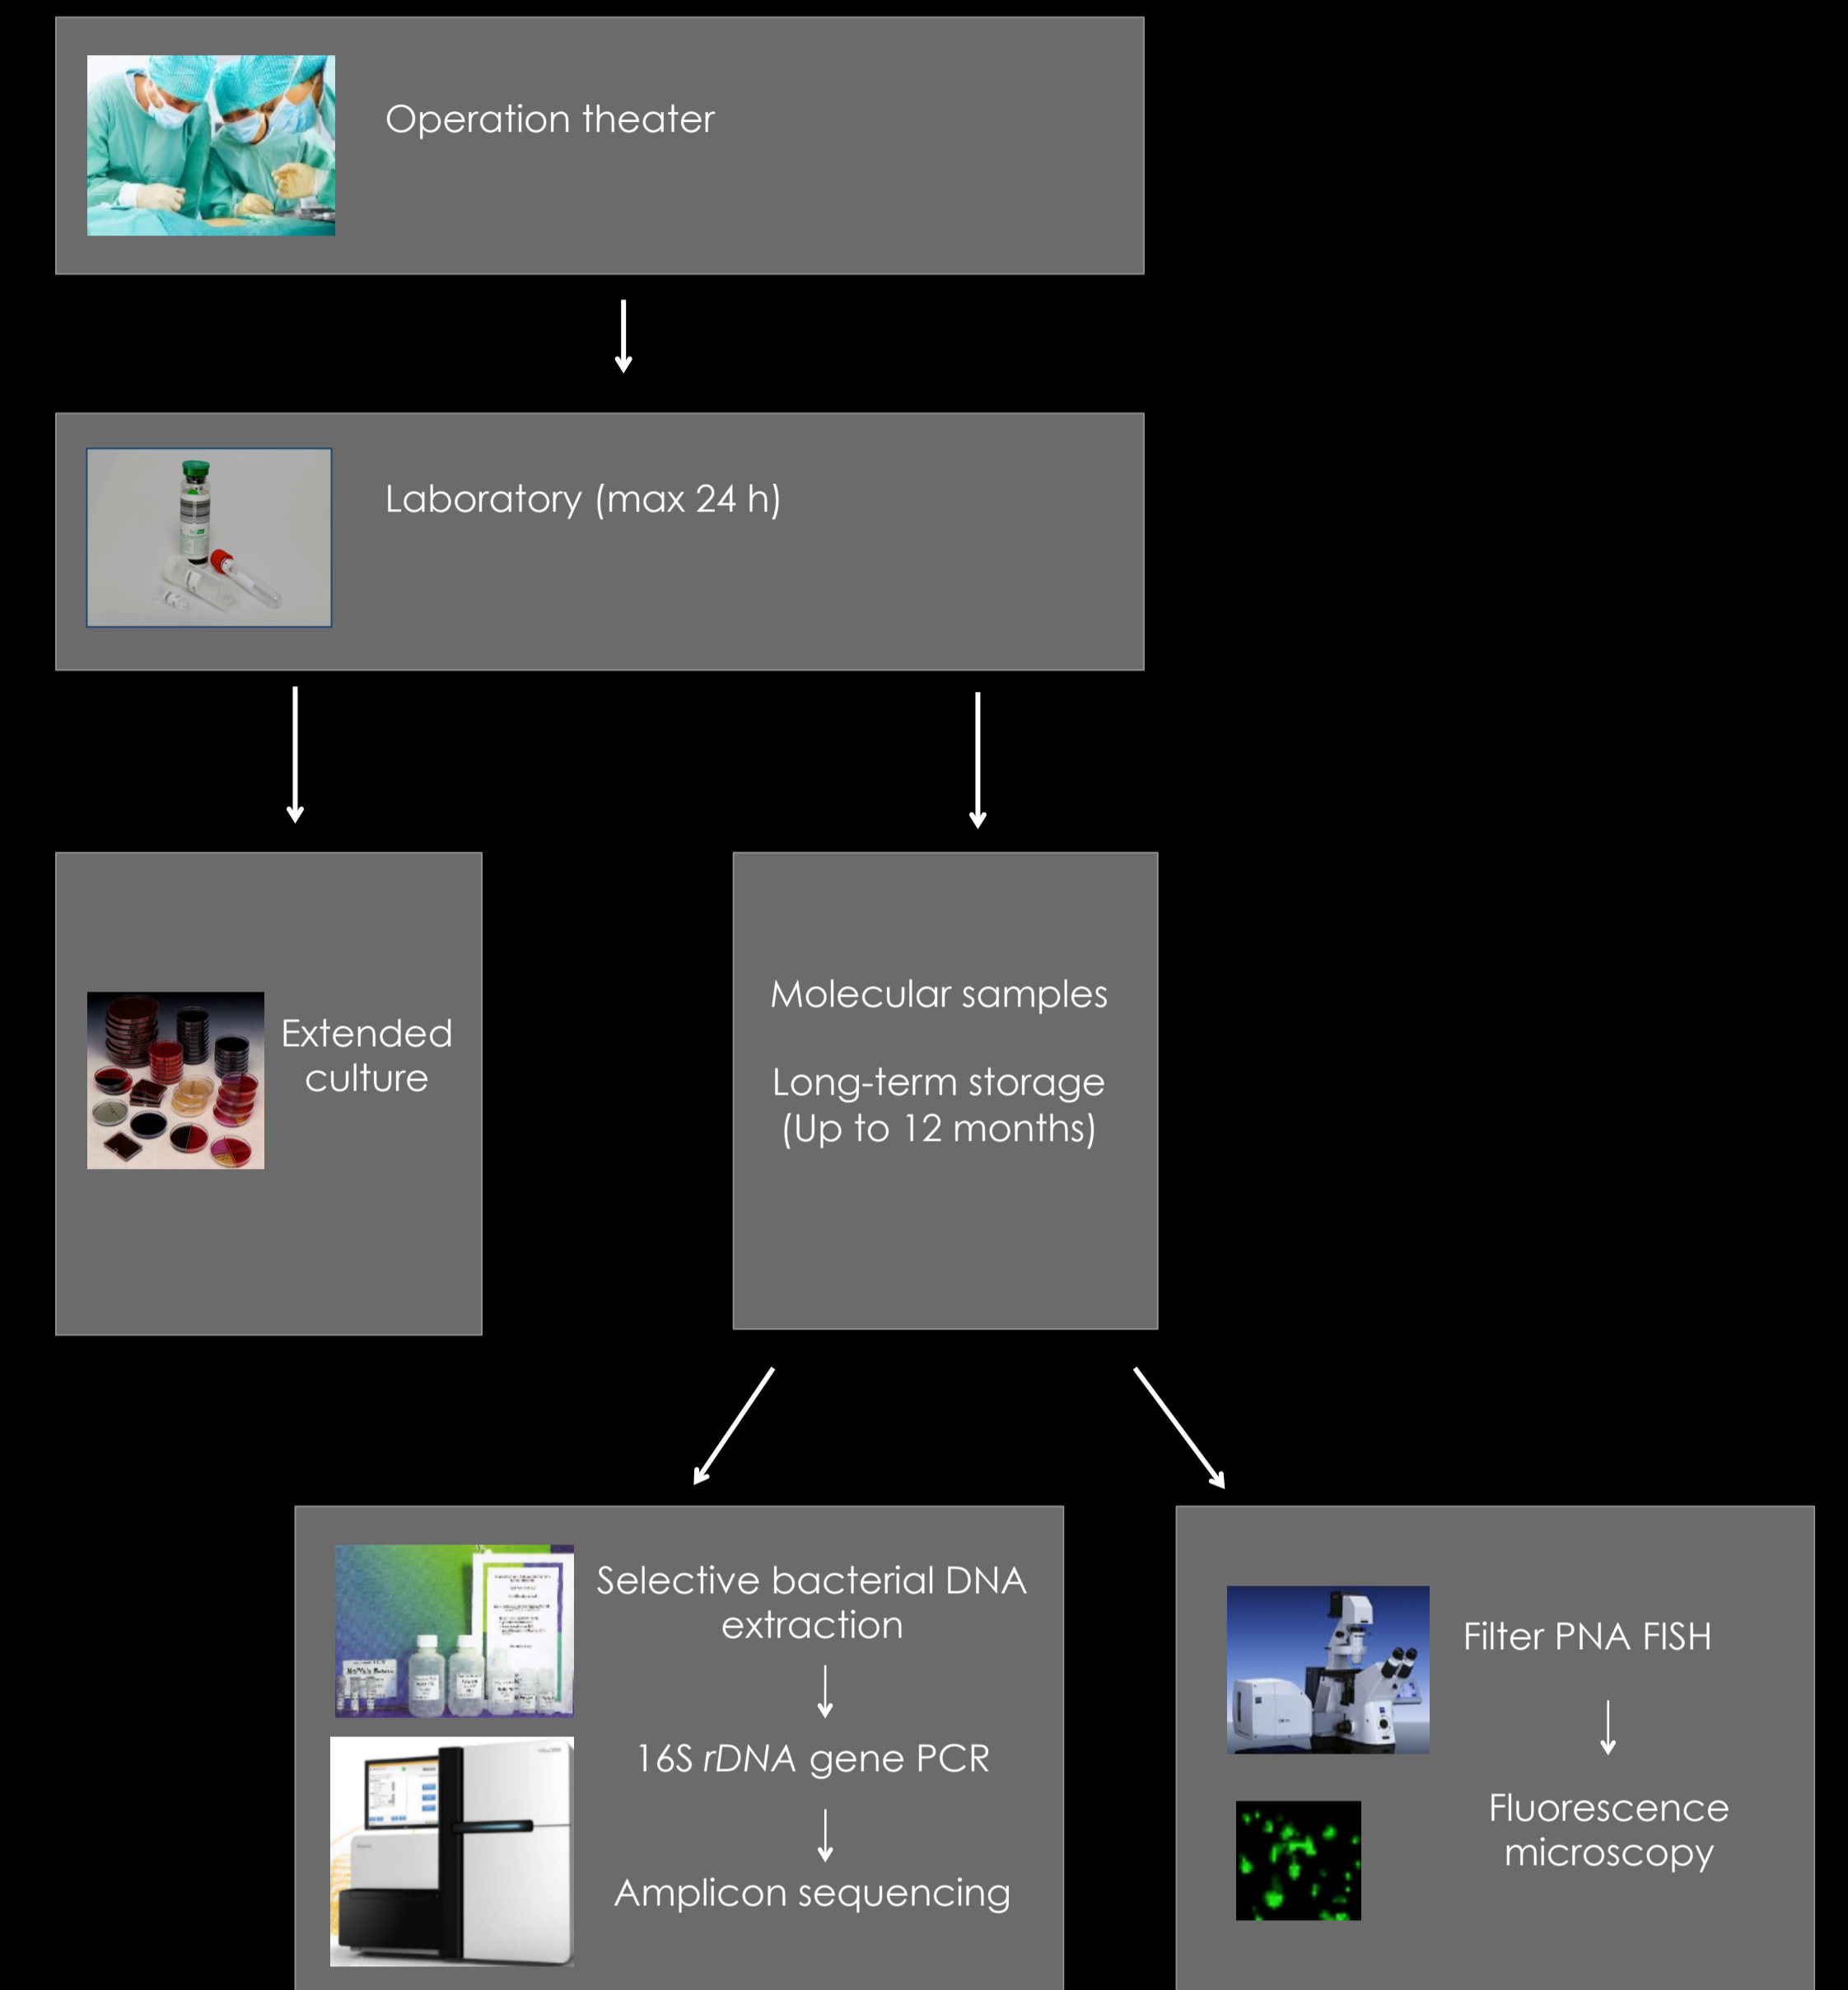 Operation theater
Laboratory (max 24 h)
Extended
culture
Molecular samples
Long-term storage
(Up to 12 months)
Selective bacterial DNA
extraction
16S rDNA gene PCR
Amplicon sequencing
Filter PNA FISH
Fluorescence
microscopy